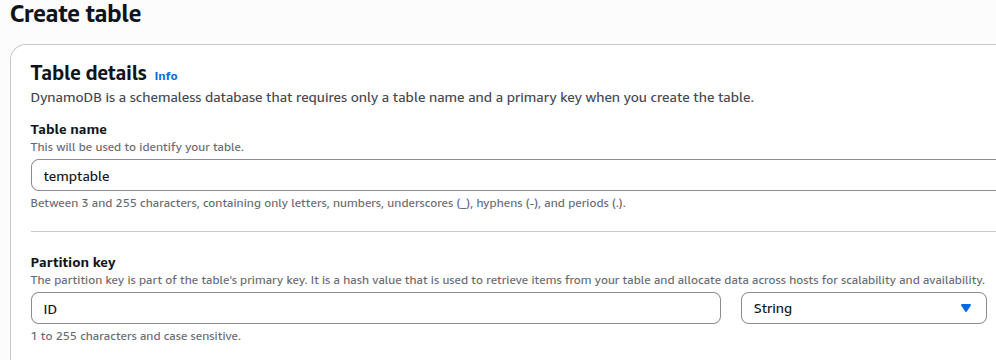 Create table
Table details Info
DynamoDB is a schemaless database that requires only a table name and a primary key when you create the table.
Table name
This will be used to identify your table.
temptable
Between 3 and 255 characters, containing only letters, numbers, underscores (_), hyphens (-), and periods (.).
Partition key
The partition key is part of the table's primary key. It is a hash value that is used to retrieve items from your table and allocate data across hosts for scalability and availability.
ID String
1 to 255 characters and case sensitive.